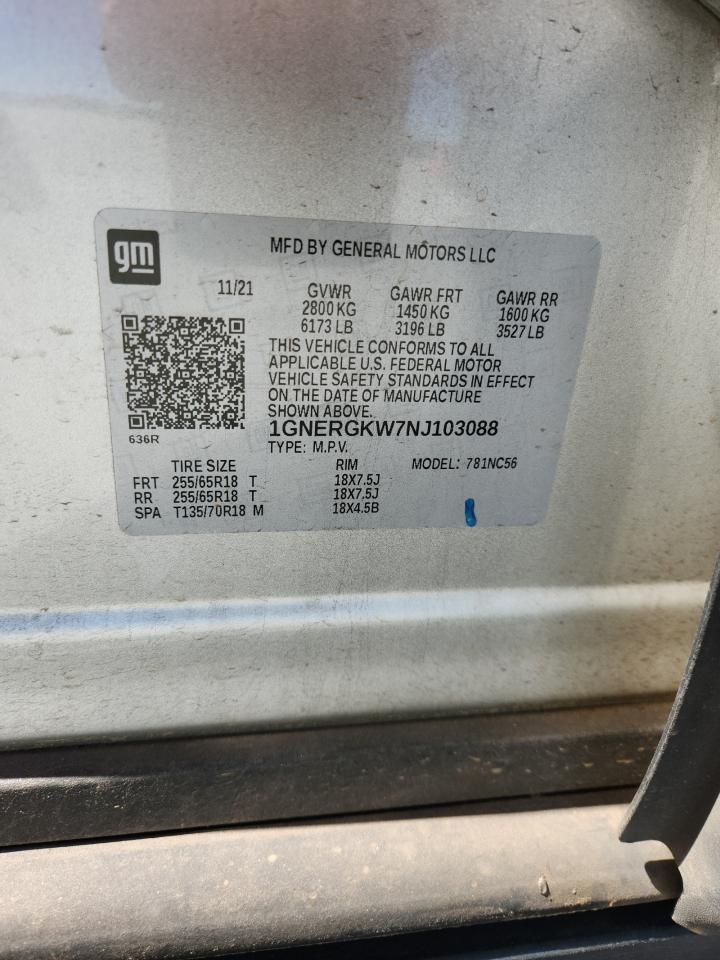 gm
MFD BY GENERAL MOTORS LLC
11/21 GVWR GAWR FRT GAWR RR
2800 KG 1450 KG 1600 KG
6173 LB 3196 LB 3527 LB
THIS VEHICLE CONFORMS TO ALL
APPLICABLE U.S. FEDERAL MOTOR
VEHICLE SAFETY STANDARDS IN EFFECT
ON THE DATE OF MANUFACTURE
SHOWN ABOVE.
636R
1GNERGKW7NJ103088
TYPE: M.P.V.
TIRE SIZE RIM MODEL: 781NC56
FRT 255/65R18 T 18X7.5J
RR 255/65R18 T 18X7.5J
SPA T135/70R18 M 18X4.5B